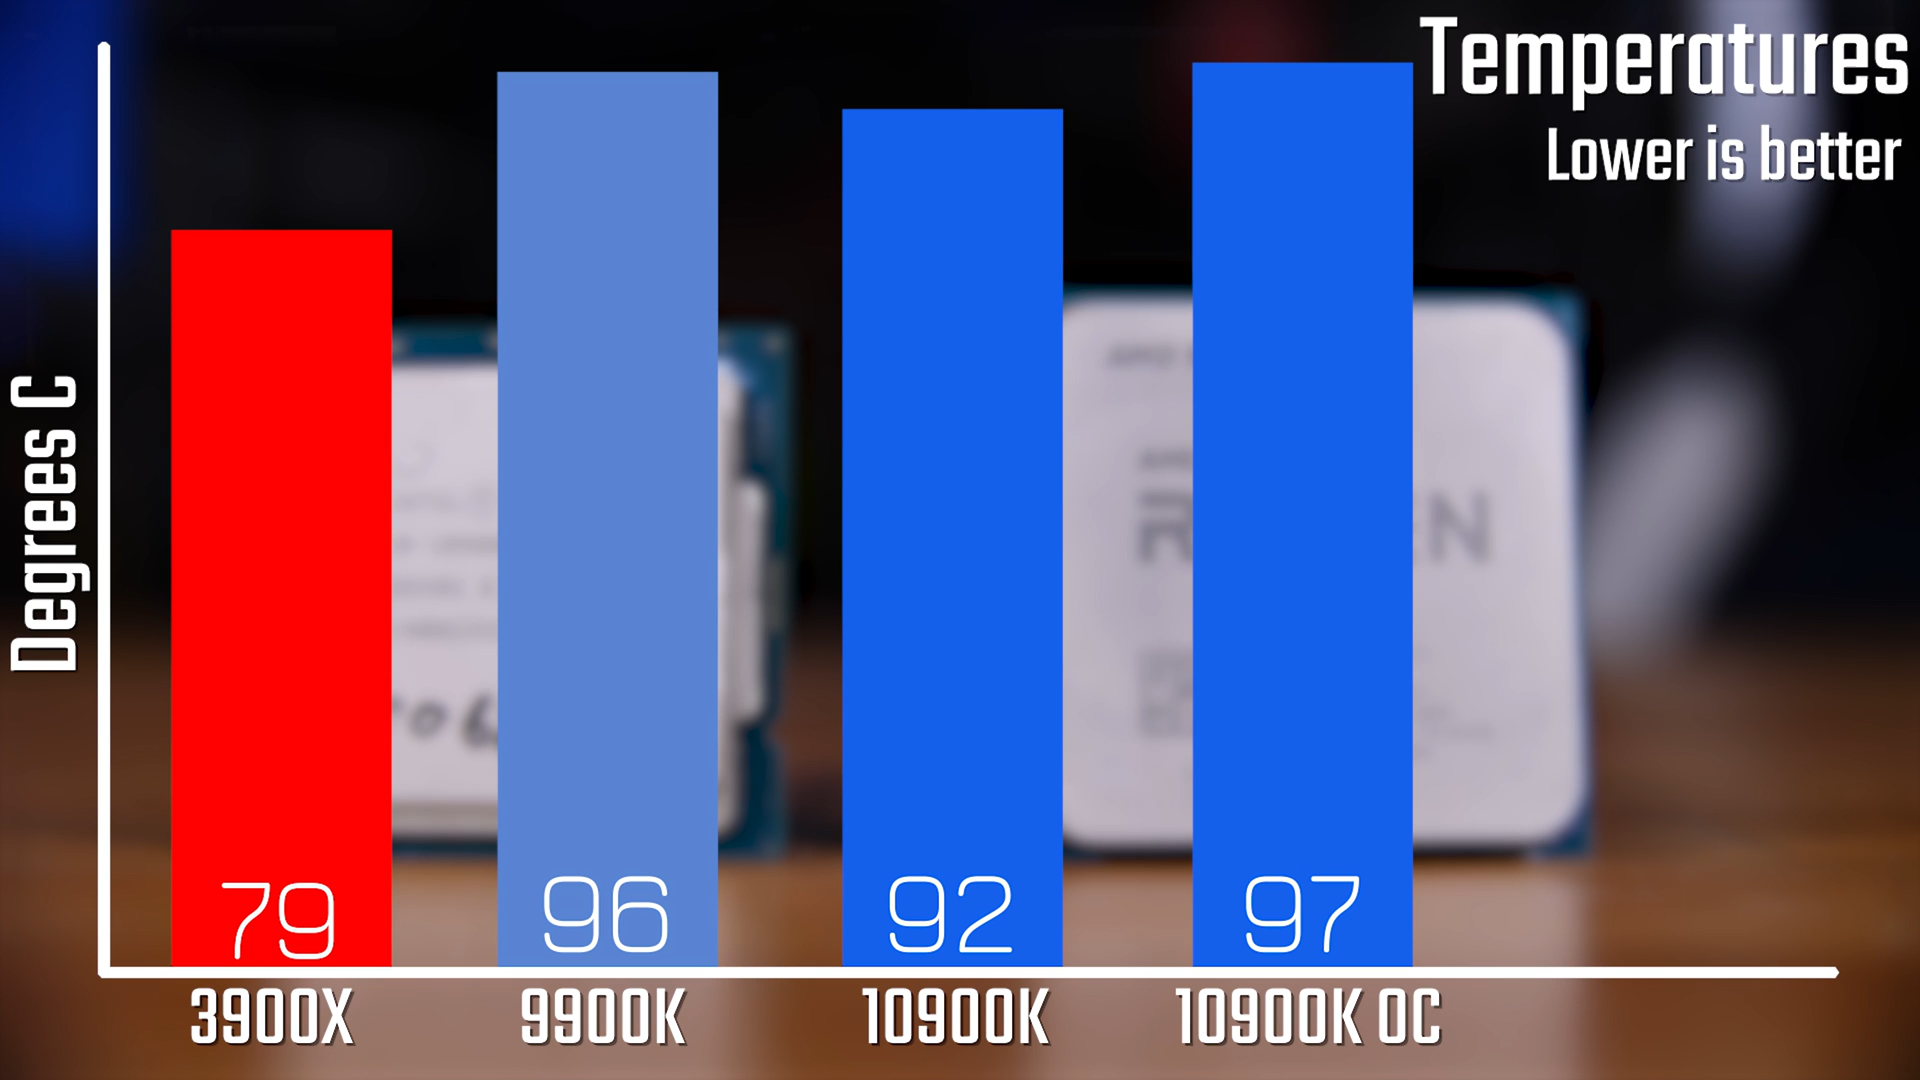 Temperatures
Lower is better
Degrees C
79
96
92
97
3900X
9900K
10900K
10900K OC